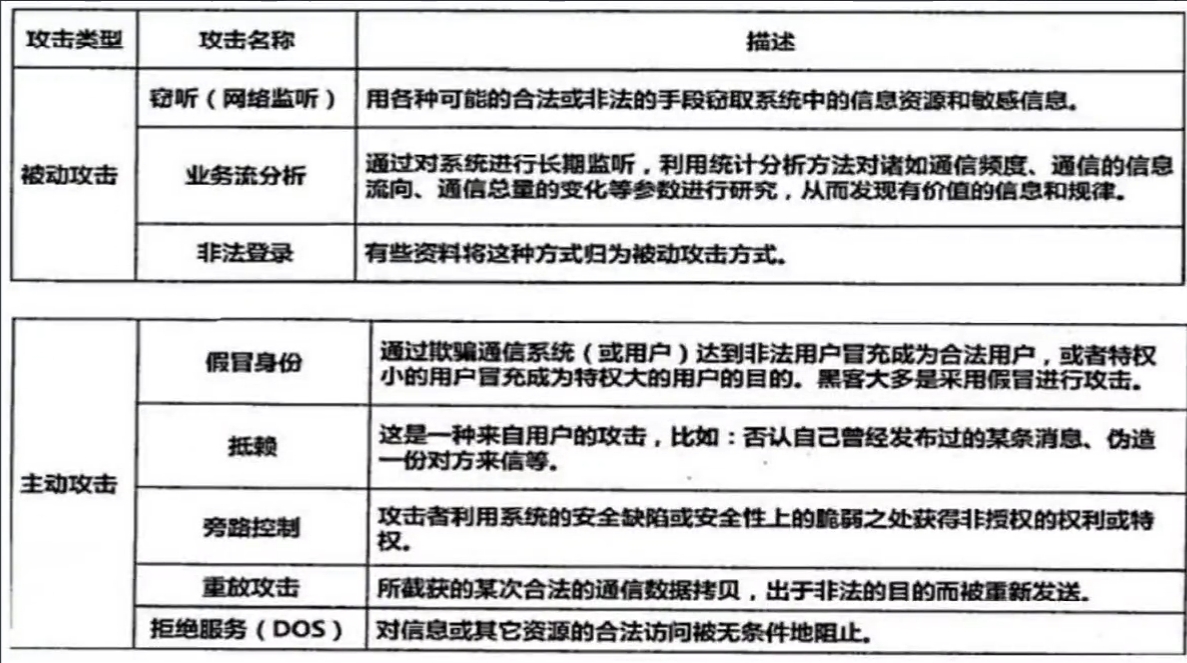 攻击类型 攻击名称 描述
窃听（网络监听） 用各种可能的合法或非法的手段窃取系统中的信息资源和敏感信息。
被动攻击 业务流分析 通过对系统进行长期监听，利用统计分析方法对诸如通信频度、通信的信息
流向、通信总量的变化等参数进行研究，从而发现有价值的信息和规律。
非法登录 有些资料将这种方式归为被动攻击方式。
假冒身份 通过欺骗通信系统（或用户）达到非法用户冒充成为合法用户，或者特权
小的用户冒充成为特权大的用户的目的。黑客大多是采用假冒进行攻击。
抵赖 这是一种来自用户的攻击，比如：否认自己曾经发布过的某条消息、伪造
一份对方来信等。
主动攻击
旁路控制 攻击者利用系统的安全缺陷或安全性上的脆弱之处获得非授权的权利或特
权。
重放攻击 所截获的某次合法的通信数据拷贝，出于非法的目的而被重新发送。
拒绝服务（DOS） 对信息或其它资源的合法访问被无条件地阻止。